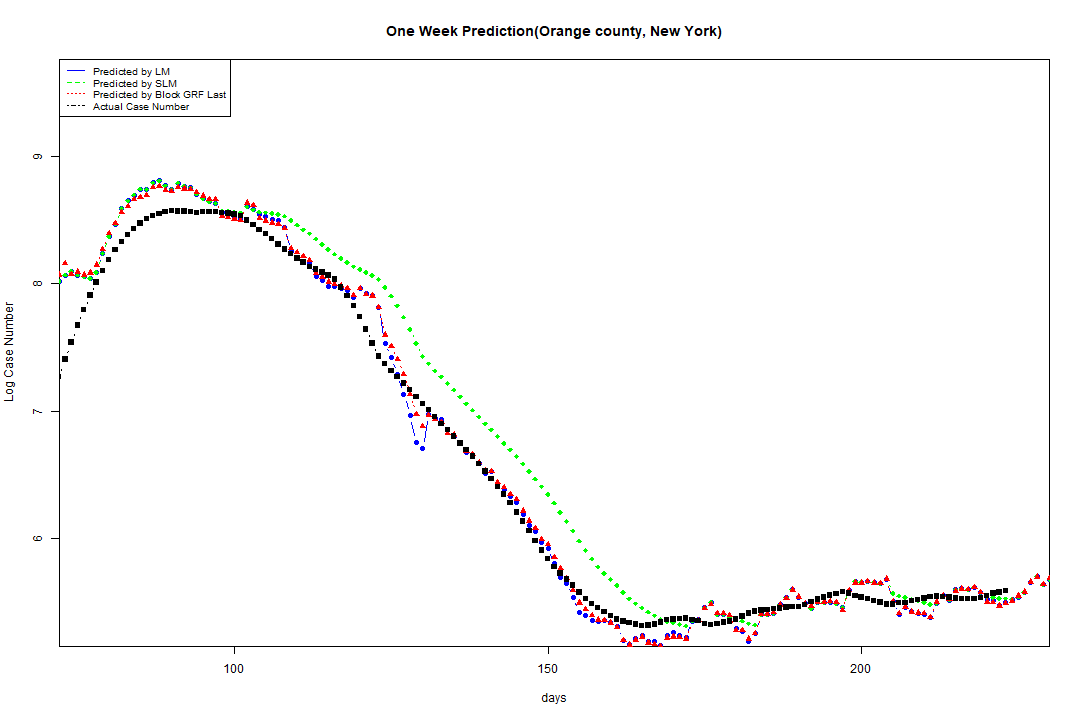 One Week Prediction(Orange county, New York)
Predicted by LM
Predicted by SLM
Predicted by Block GRF Last
Actual Case Number
9
8
7
6
Log Case Number
100 150 200
days